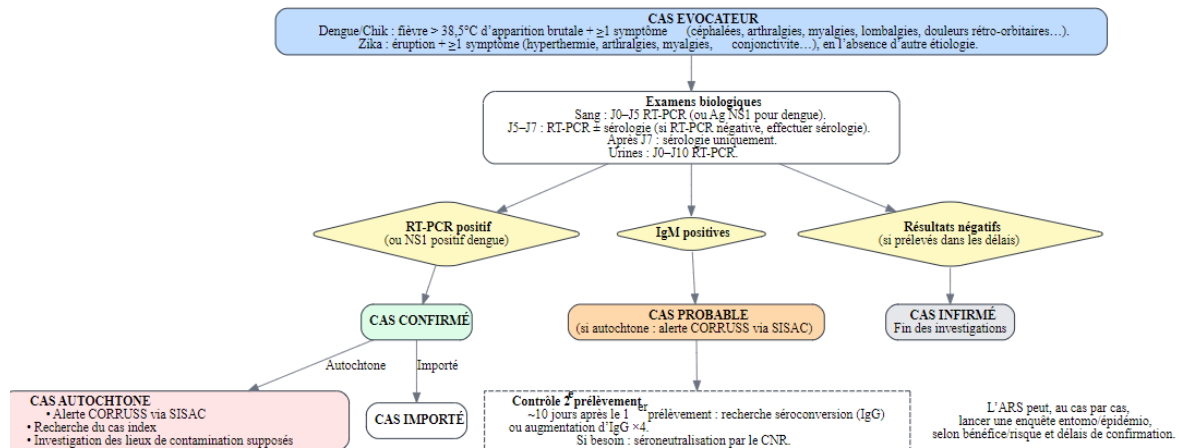 CAS EVOCATEUR
Dengue/Chik : fièvre > 38,5°C d’apparition brutale + ≥1 symptôme (céphalées, arthralgies, myalgies, lombalgies, douleurs rétro-orbitaires…).
Zika : éruption + ≥1 symptôme (hyperthermie, arthralgies, myalgies, conjonctivite…), en l’absence d’autre étiologie.
Examens biologiques
Sang : J0–J5 RT-PCR (ou Ag NS1 pour dengue).
J5–J7 : RT-PCR ± sérologie (si RT-PCR négative, effectuer sérologie).
Après J7 : sérologie uniquement.
Urines : J0–J10 RT-PCR.
RT-PCR positif
(ou NS1 positif dengue)
IgM positives
Résultats négatifs
(si prélevés dans les délais)
CAS CONFIRMÉ
CAS PROBABLE
(si autochtone : alerte CORRUSS via SISAC)
CAS INFIRMÉ
Fin des investigations
Autochtone
Importé
CAS AUTOCHTONE
• Alerte CORRUSS via SISAC
• Recherche du cas index
• Investigation des lieux de contamination supposés
CAS IMPORTÉ
Contrôle 2e prélèvement
~10 jours après le 1er prélèvement : recherche séroconversion (IgG)
ou augmentation d’IgG ×4.
Si besoin : séroneutralisation par le CNR.
L’ARS peut, au cas par cas,
lancer une enquête entomo/épidémio,
selon bénéfice/risque et délais de confirmation.